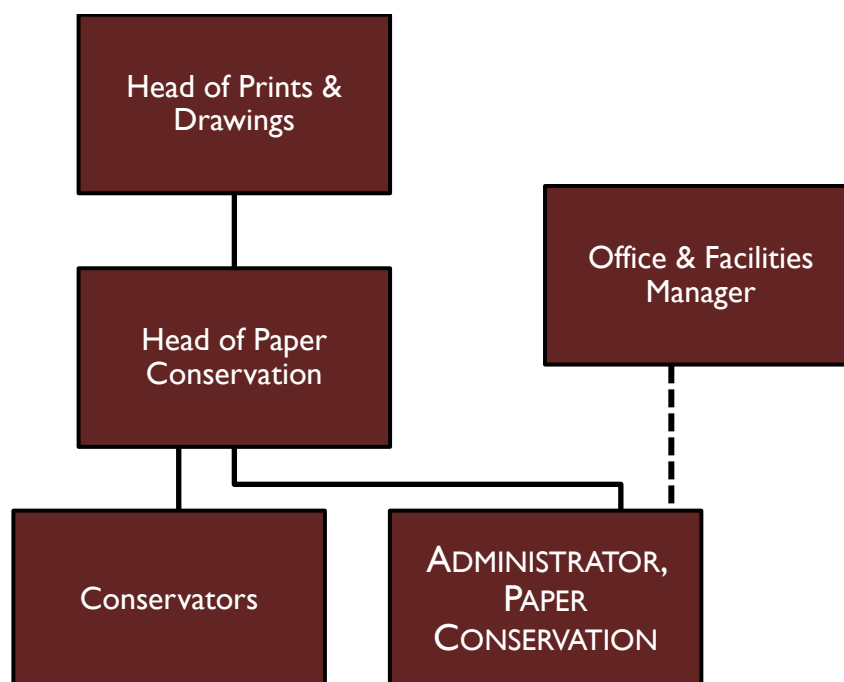 Head of Prints &
Drawings
Office & Facilities
Manager
Head of Paper
Conservation
Conservators
ADMINISTRATOR,
PAPER
CONSERVATION